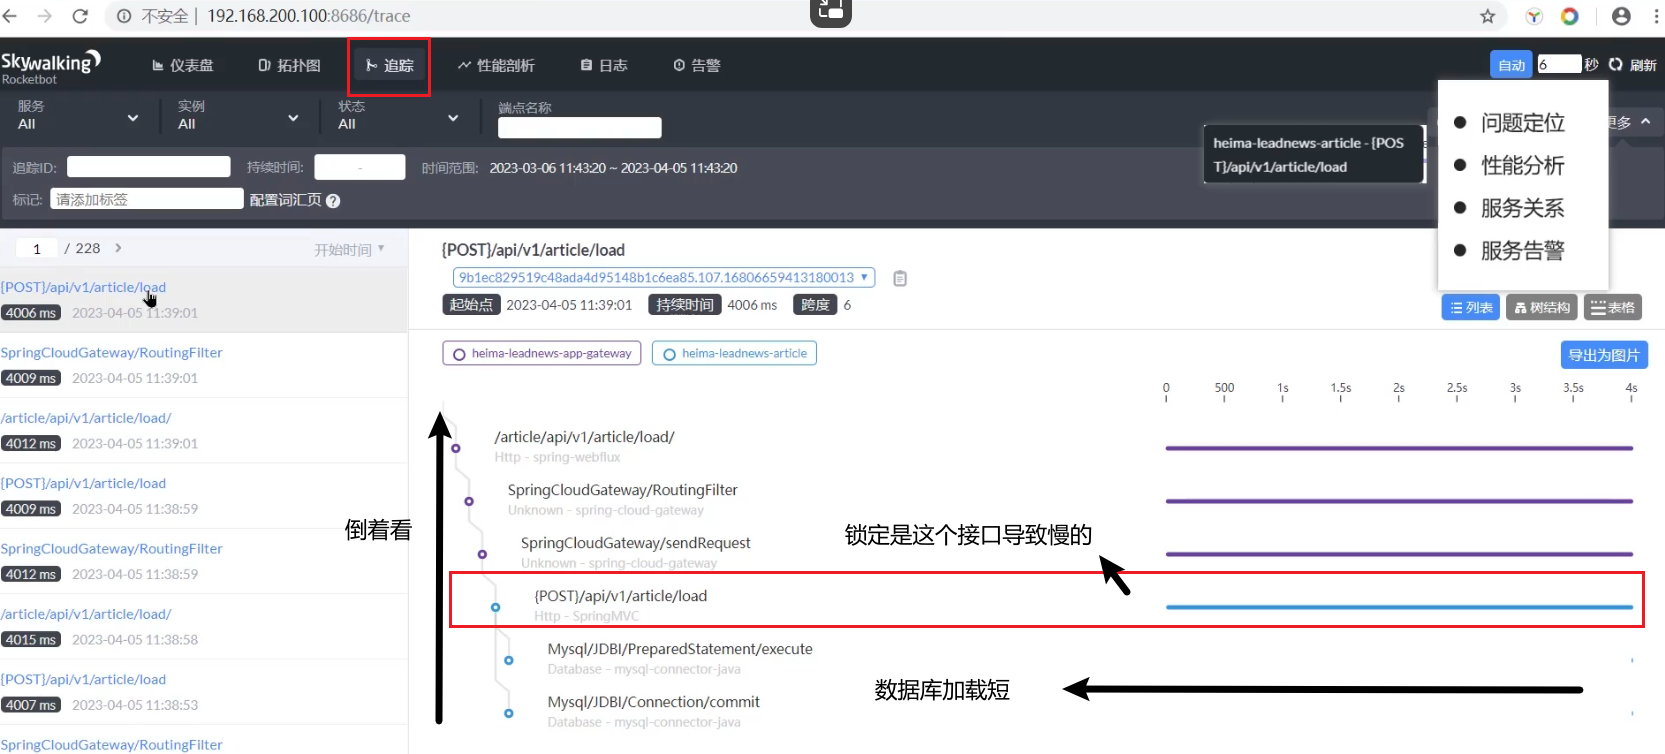 不安全 | 192.168.200.100:8686/trace
Skywalking
Rocketbot
仪表盘
拓扑图
追踪
性能剖析
日志
告警
自动
6
秒
刷新
服务
All
实例
All
状态
All
端点名称
更多
追踪ID:
持续时间:
-
时间范围:
2023-03-06 11:43:20 ~ 2023-04-05 11:43:20
标记:
请添加标签
配置词汇页 ?
heima-leadnews-article - {POS
T}/api/v1/article/load
问题定位
性能分析
服务关系
服务告警
1 / 228 >
开始时间
{POST}/api/v1/article/load
4006 ms 2023-04-05 11:39:01
SpringCloudGateway/RoutingFilter
4009 ms 2023-04-05 11:39:01
/article/api/v1/article/load/
4012 ms 2023-04-05 11:39:01
{POST}/api/v1/article/load
4009 ms 2023-04-05 11:38:59
SpringCloudGateway/RoutingFilter
4012 ms 2023-04-05 11:38:59
/article/api/v1/article/load/
4015 ms 2023-04-05 11:38:58
{POST}/api/v1/article/load
4007 ms 2023-04-05 11:38:53
SpringCloudGateway/RoutingFilter
{POST}/api/v1/article/load
9b1ec829519c48ada4d95148b1c6ea85.107.16806659413180013
起始点 2023-04-05 11:39:01 持续时间 4006 ms 跨度 6
列表
树结构
表格
heima-leadnews-app-gateway
heima-leadnews-article
导出为图片
0 500 1s 1.5s 2s 2.5s 3s 3.5s 4s
/article/api/v1/article/load/
Http - spring-webflux
SpringCloudGateway/RoutingFilter
Unknown - spring-cloud-gateway
倒着看
SpringCloudGateway/sendRequest
Unknown - spring-cloud-gateway
锁定是这个接口导致慢的
{POST}/api/v1/article/load
Http - SpringMVC
Mysql/JDBI/PreparedStatement/execute
Database - mysql-connector-java
数据库加载短
Mysql/JDBI/Connection/commit
Database - mysql-connector-java